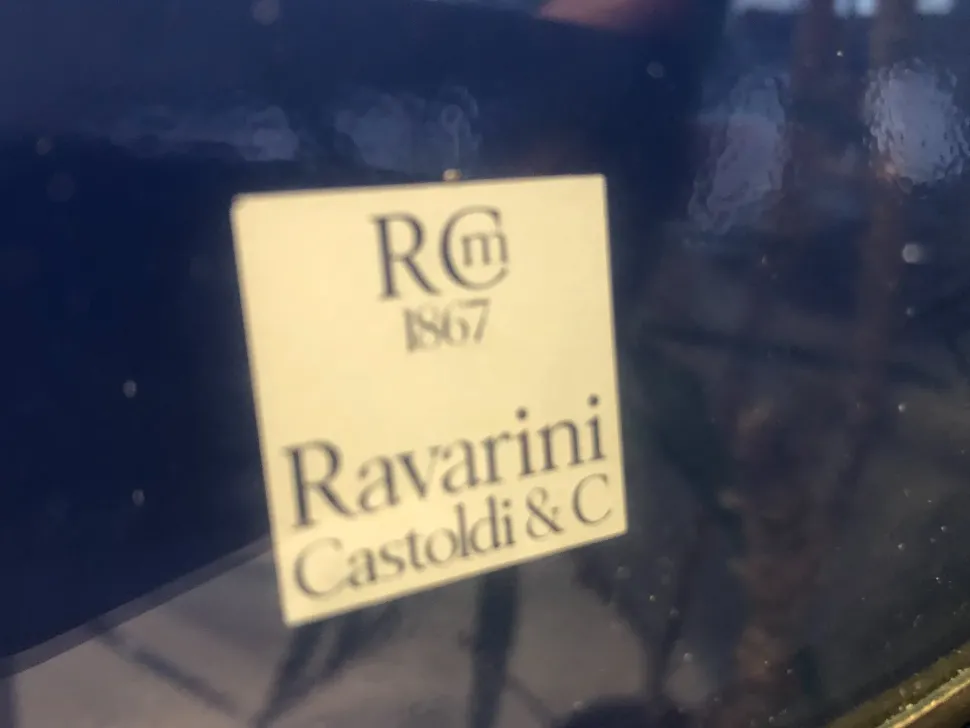 RCm
1867
Ravarini
Castoldi & C